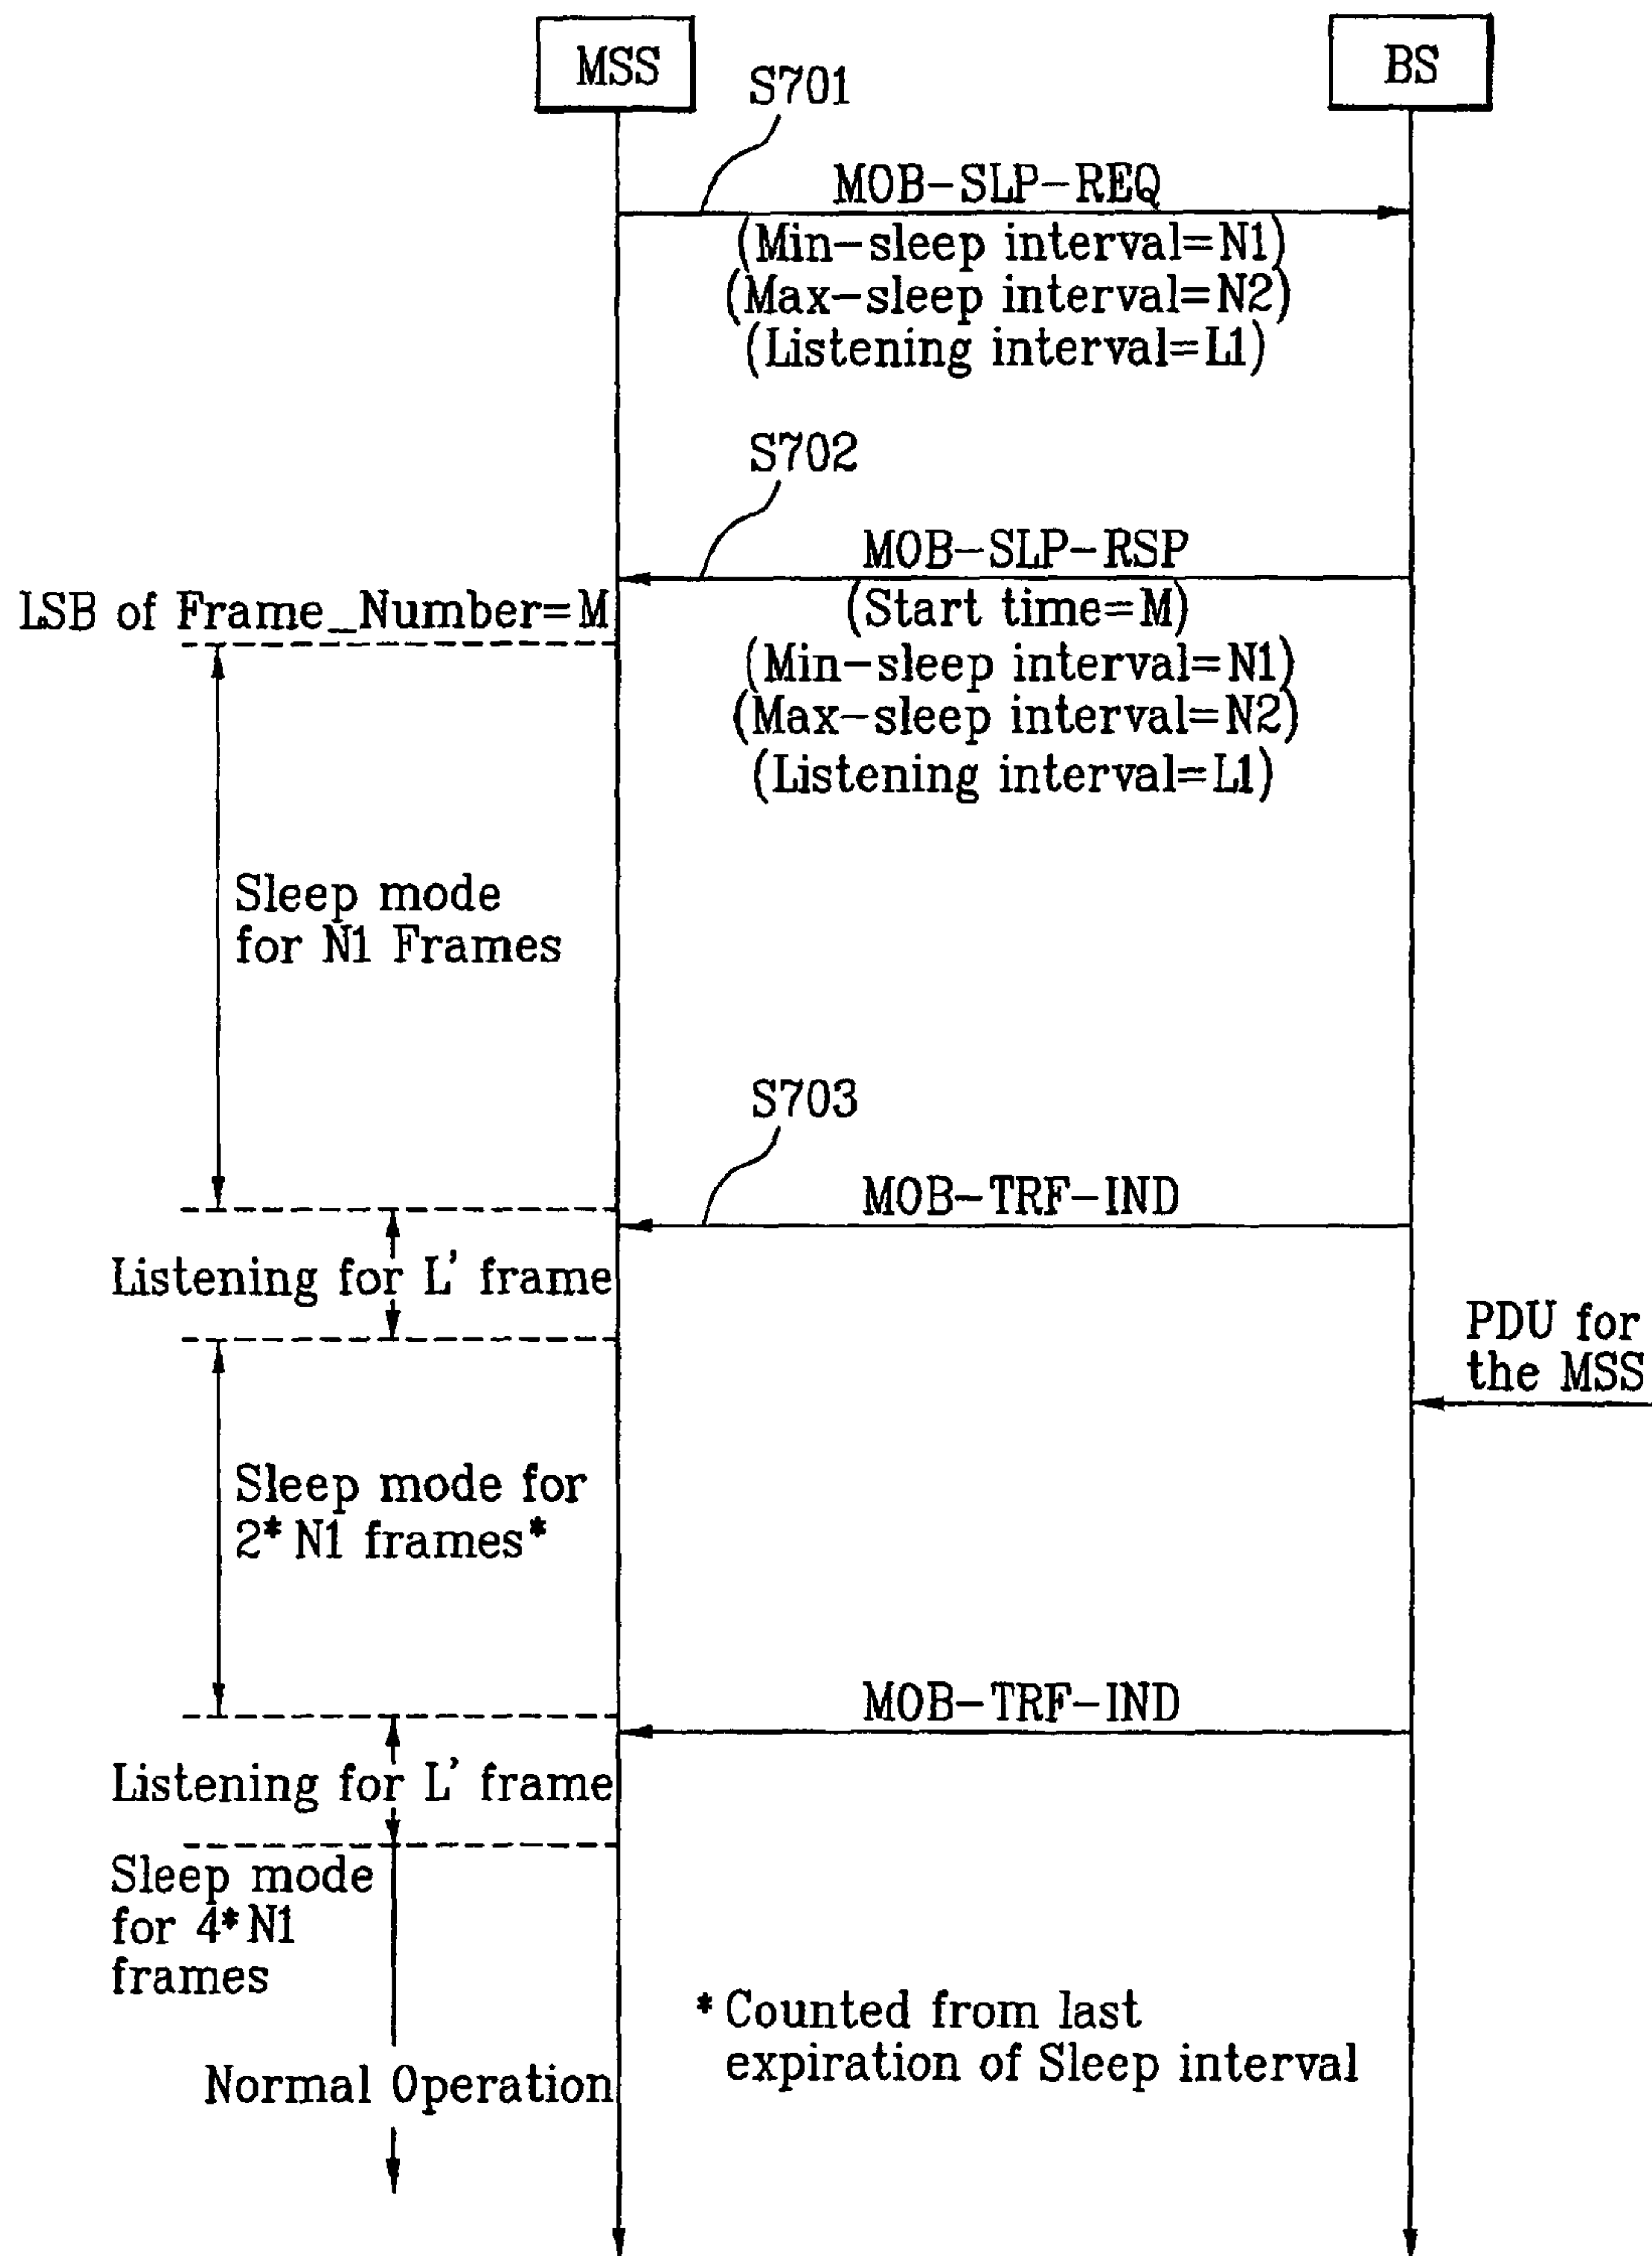 MSS
BS
S701
MOB-SLP-REQ
(Min-sleep interval=N1)
(Max-sleep interval=N2)
(Listening interval=L1)
S702
MOB-SLP-RSP
LSB of Frame_Number=M
(Start time=M)
(Min-sleep interval=N1)
(Max-sleep interval=N2)
(Listening interval=L1)
Sleep mode
for N1 Frames
S703
MOB-TRF-IND
Listening for L' frame
PDU for
the MSS
Sleep mode for
2*N1 frames*
MOB-TRF-IND
Listening for L' frame
Sleep mode
for 4*N1
frames
* Counted from last
expiration of Sleep interval
Normal Operation